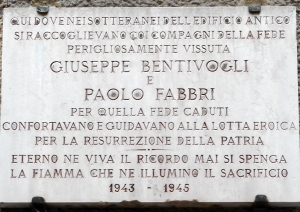 QUI DOVE NEI SOTTERANEI DELL EDIFICIO ANTICO
SI RACCOGLIEVANO COI COMPAGNI DELLA FEDE
PERIGLIOSAMENTE VISSUTA
GIUSEPPE BENTIVOGLI
E
PAOLO FABBRI
PER QUELLA FEDE CADUTI
CONFORTAVANO E GUIDAVANO ALLA LOTTA EROICA
PER LA RESURREZIONE DELLA PATRIA
ETERNO NE VIVA IL RICORDO MAI SI SPENGA
LA FIAMMA CHE NE ILLUMINO IL SACRIFICIO
1943 - 1945